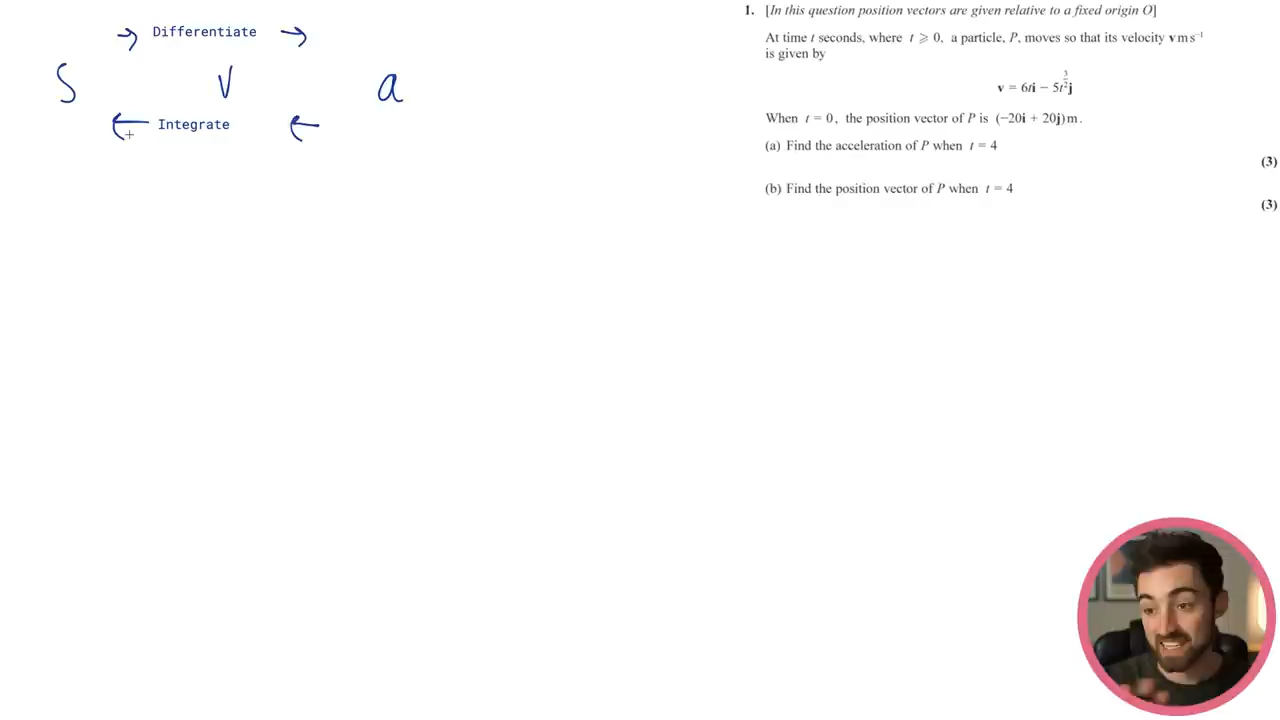 → Differentiate →
S V a
← Integrate ←
1. [In this question position vectors are given relative to a fixed origin O]
At time t seconds, where t ⩾ 0, a particle, P, moves so that its velocity v m s⁻¹
is given by
v = 6ti − 5t^(3/2)j
When t = 0, the position vector of P is (−20i + 20j) m.
(a) Find the acceleration of P when t = 4
(3)
(b) Find the position vector of P when t = 4
(3)